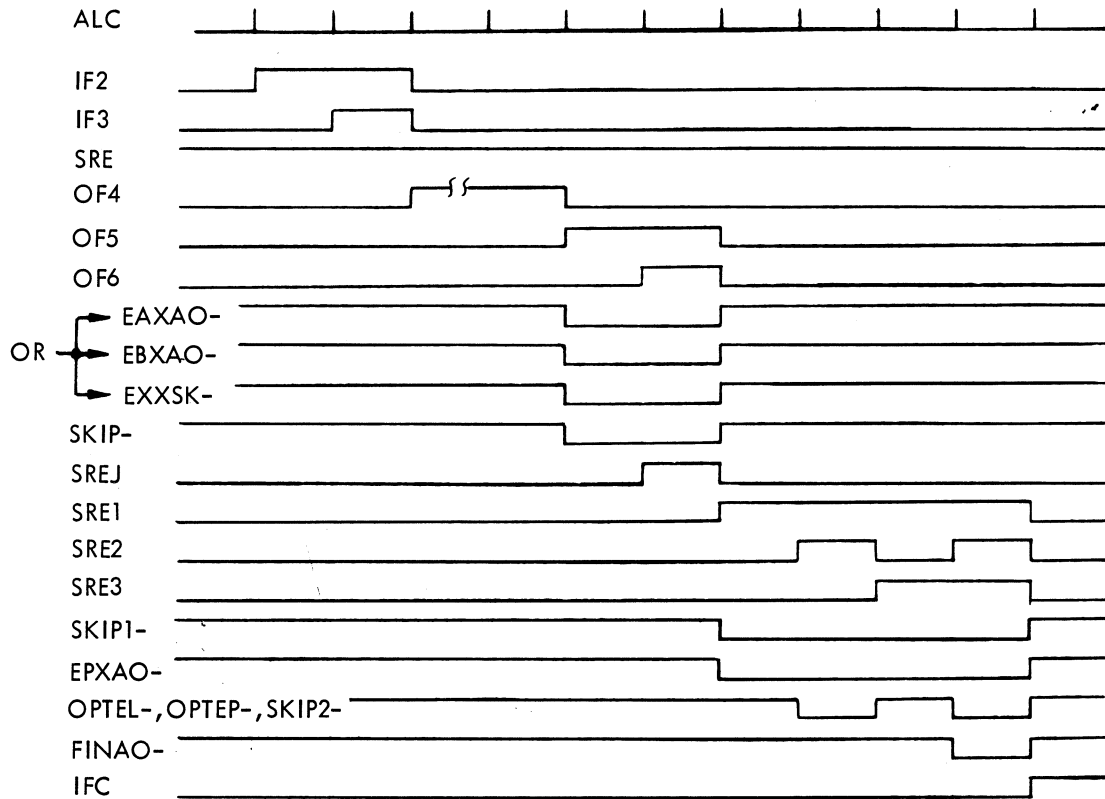 ALC
IF2
IF3
SRE
OF4
OF5
OF6
EAXAO-
OR EBXAO-
EXXSK-
SKIP-
SREJ
SRE1
SRE2
SRE3
SKIP1-
EPXAO-
OPTEL-, OPTEP-, SKIP2-
FINAO-
IFC